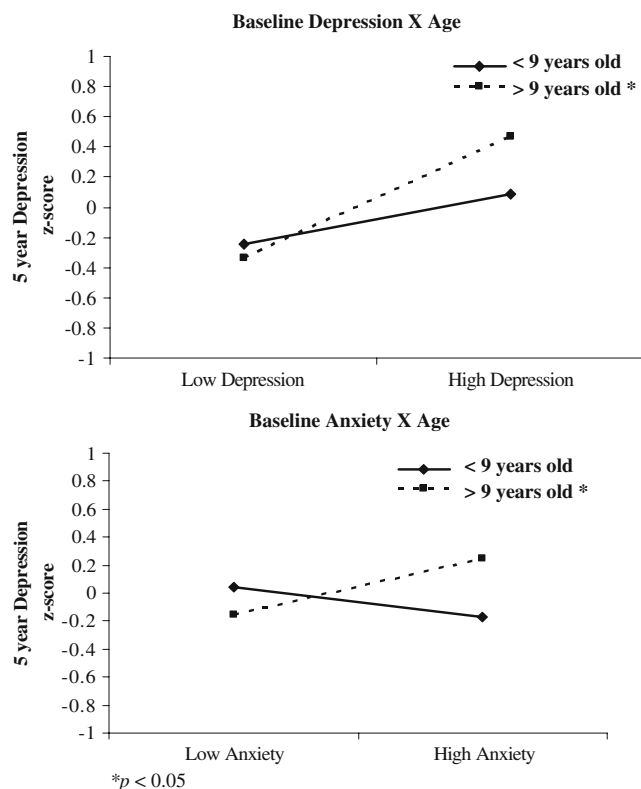 Baseline Depression X Age
< 9 years old
> 9 years old *
1
0.8
0.6
0.4
0.2
0
-0.2
-0.4
-0.6
-0.8
-1
5 year Depression
z-score
Low Depression
High Depression
Baseline Anxiety X Age
< 9 years old
> 9 years old *
1
0.8
0.6
0.4
0.2
0
-0.2
-0.4
-0.6
-0.8
-1
5 year Depression
z-score
Low Anxiety
High Anxiety
*p < 0.05